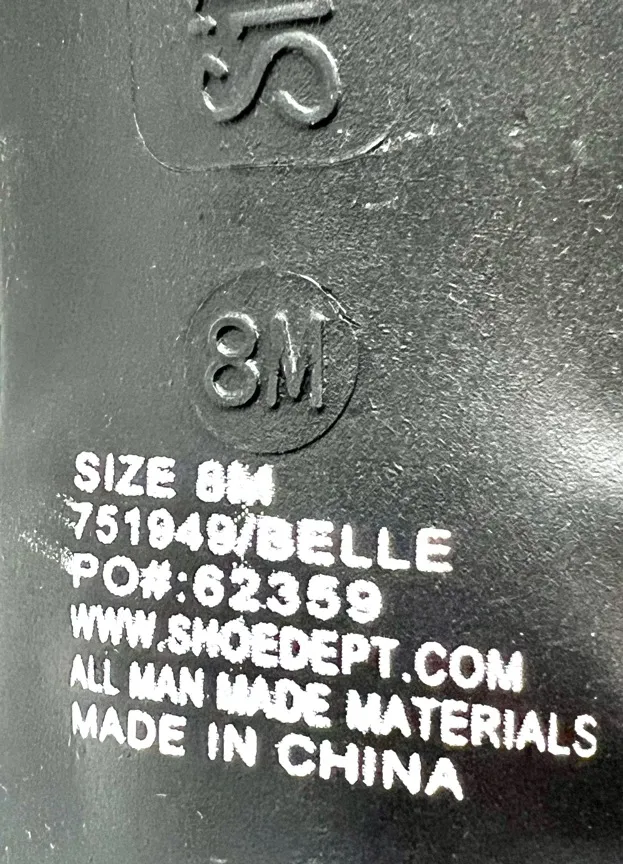 8M
SIZE 8M
751949/BELLE
PO#:62359
WWW.SHOEDEPT.COM
ALL MAN MADE MATERIALS
MADE IN CHINA